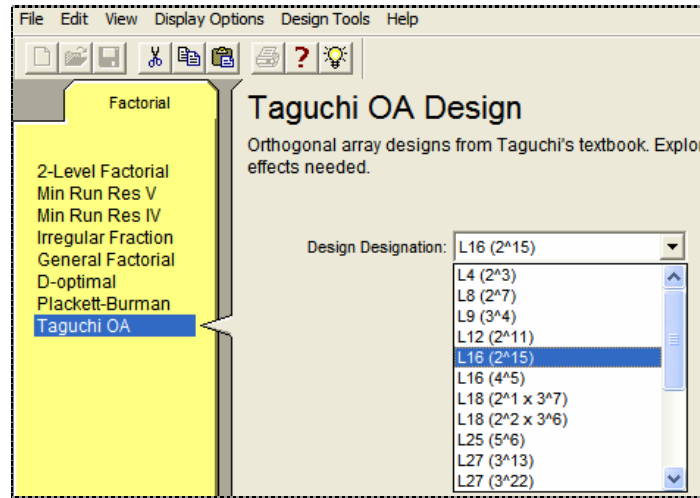 File Edit View Display Options Design Tools Help
Factorial
2-Level Factorial
Min Run Res V
Min Run Res IV
Irregular Fraction
General Factorial
D-optimal
Plackett-Burman
Taguchi OA
Taguchi OA Design
Orthogonal array designs from Taguchi's textbook. Explo
effects needed.
Design Designation: L16 (2^15)
L4 (2^3)
L8 (2^7)
L9 (3^4)
L12 (2^11)
L16 (2^15)
L16 (4^5)
L18 (2^1 x 3^7)
L18 (2^2 x 3^6)
L25 (5^6)
L27 (3^13)
L27 (3^22)